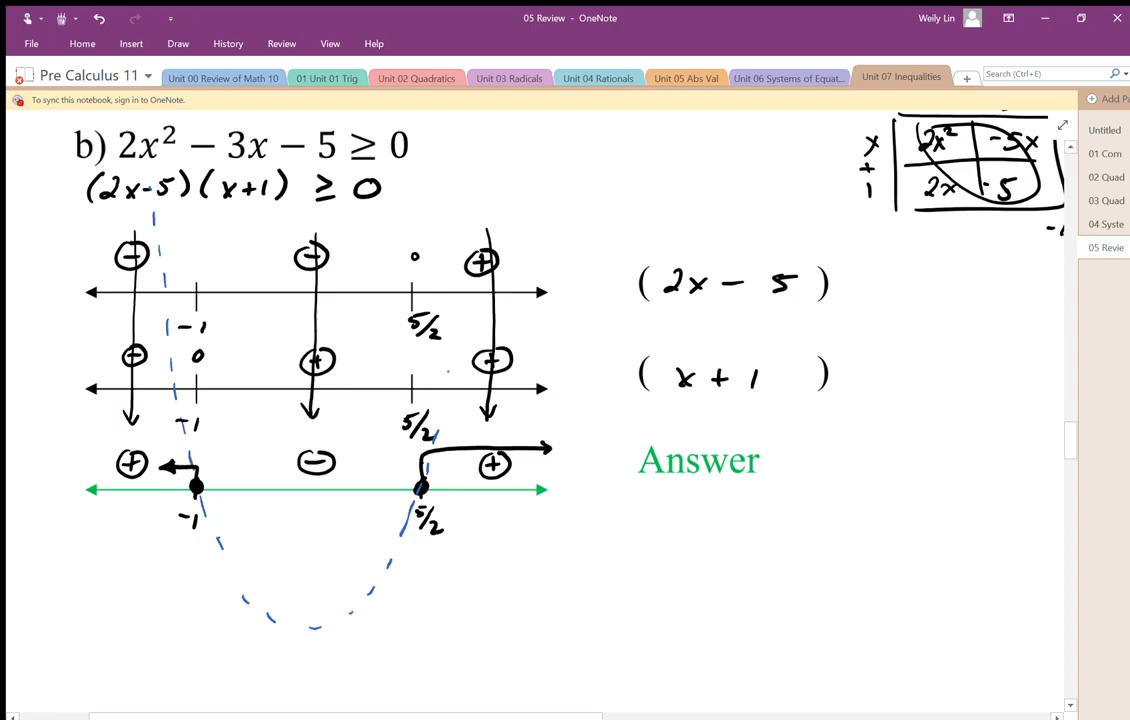 05 Review - OneNote
Weily Lin
File Home Insert Draw History Review View Help
Pre Calculus 11
Unit 00 Review of Math 10
01 Unit 01 Trig
Unit 02 Quadratics
Unit 03 Radicals
Unit 04 Rationals
Unit 05 Abs Val
Unit 06 Systems of Equat...
Unit 07 Inequalities
Search (Ctrl+E)
To sync this notebook, sign in to OneNote.
Add Pa
Untitled
01 Com
02 Quad
03 Quad
04 Syste
05 Revie
b) 2x² − 3x − 5 ≥ 0
(2x-5)(x+1) ≥ 0
x 2x² -5x
+
1 2x -5
-1
− − 0 +
-1 5/2
(2x − 5)
− 0 + +
-1 5/2
(x + 1)
+ − +
-1 5/2
Answer